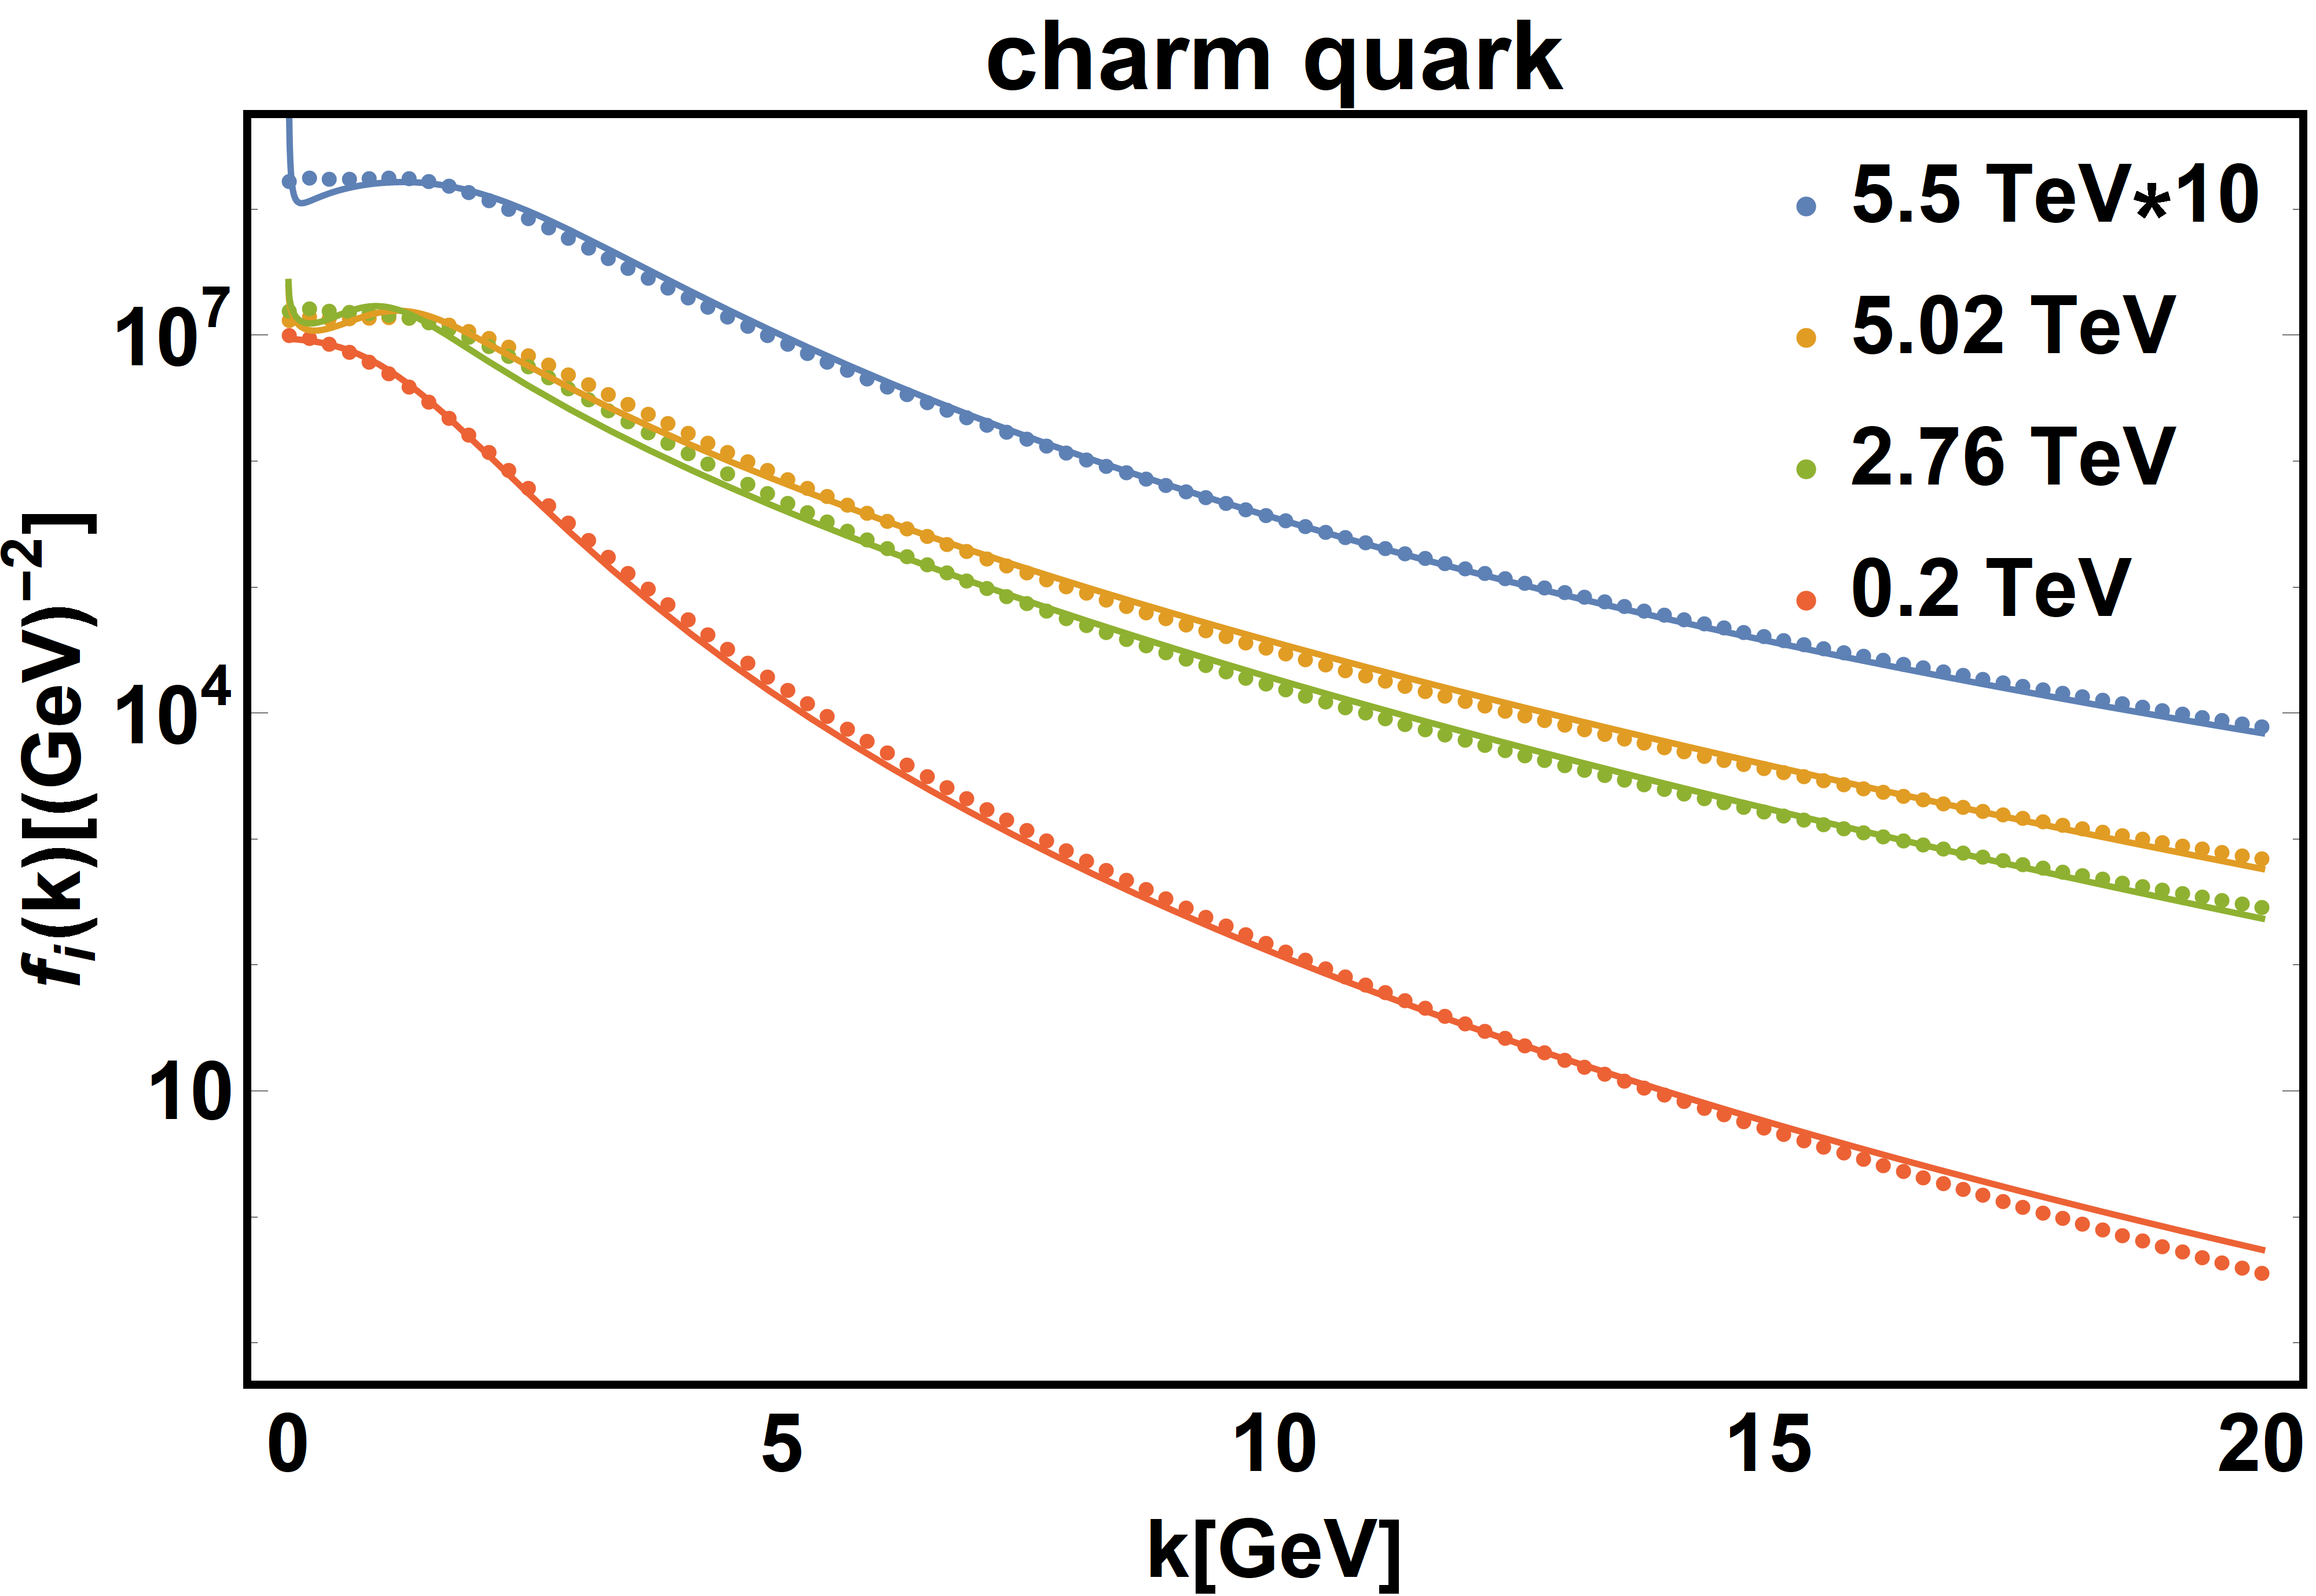 charm quark
5.5 TeV*10
5.02 TeV
2.76 TeV
0.2 TeV
10^7
10^4
10
f_i(k)[(GeV)^−2]
0 5 10 15 20
k[GeV]